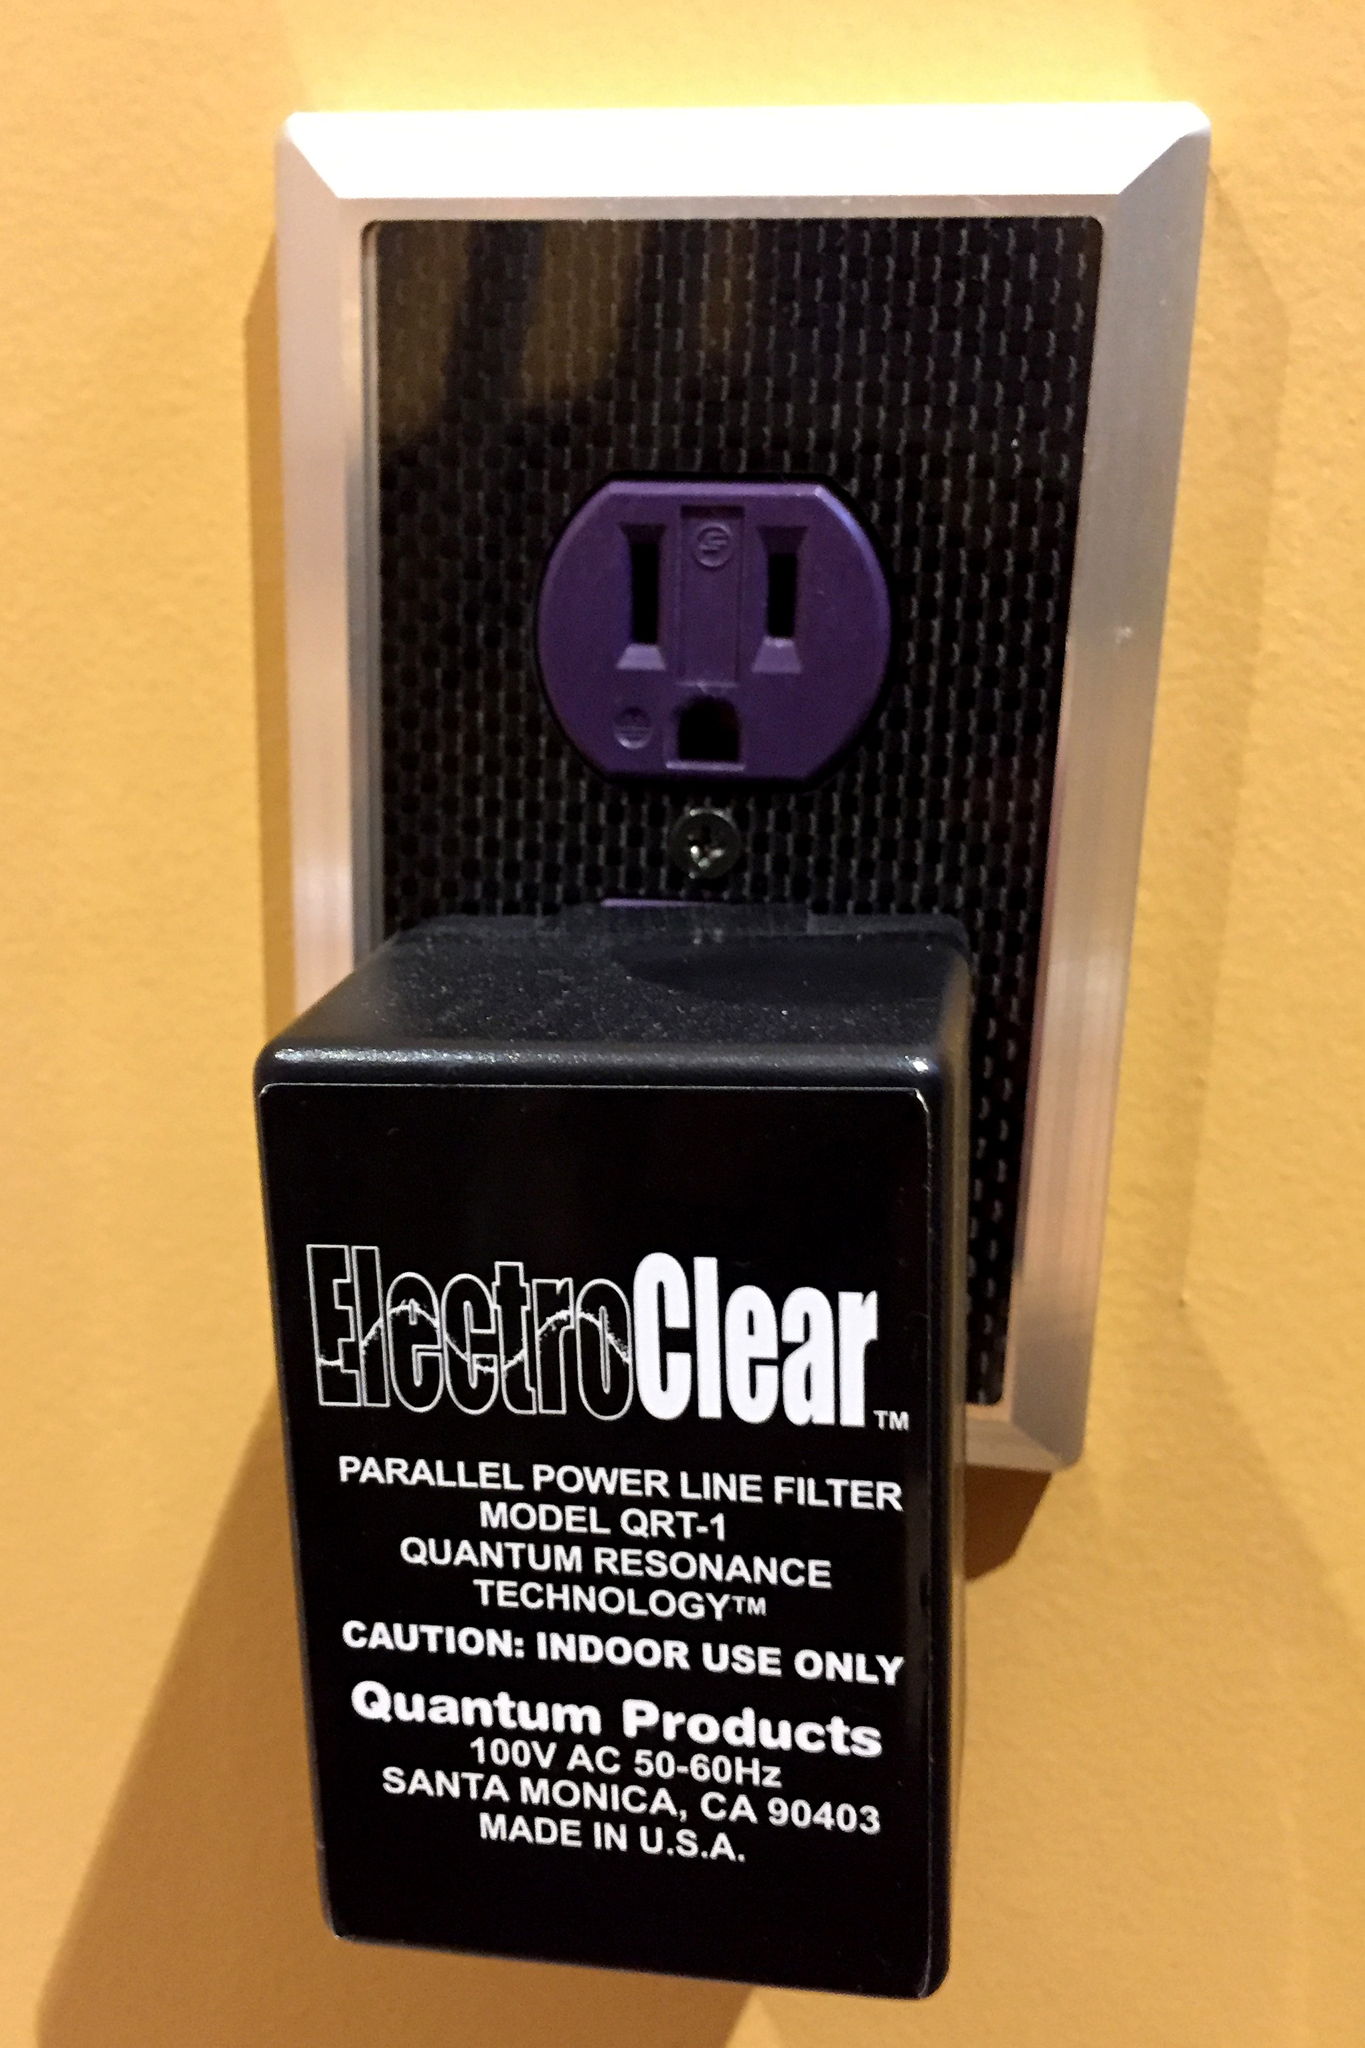 ElectroClear™
PARALLEL POWER LINE FILTER
MODEL QRT-1
QUANTUM RESONANCE
TECHNOLOGY™
CAUTION: INDOOR USE ONLY
Quantum Products
100V AC 50-60Hz
SANTA MONICA, CA 90403
MADE IN U.S.A.